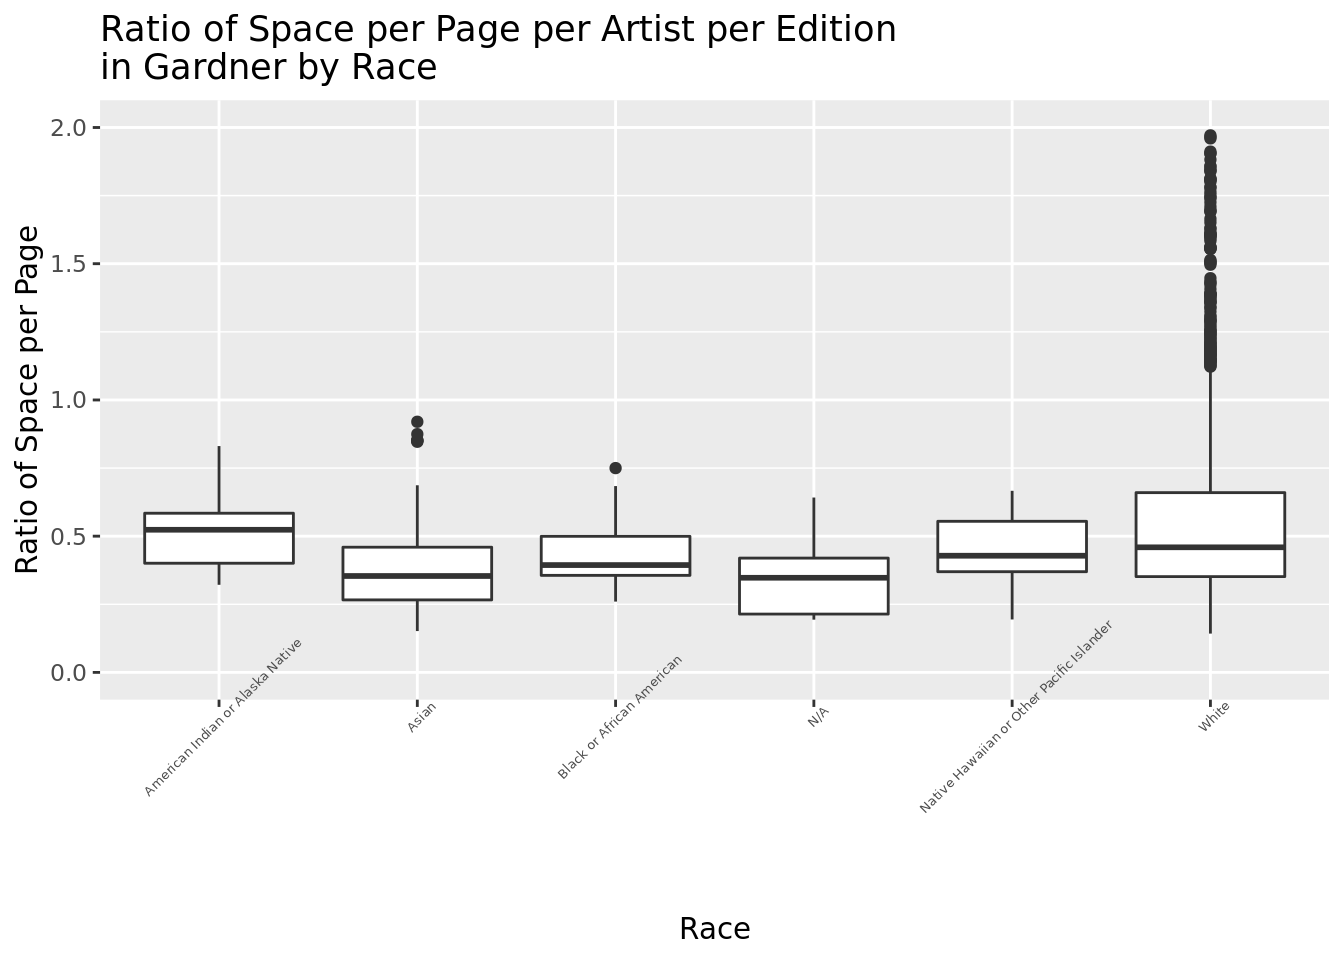 Ratio of Space per Page per Artist per Edition
in Gardner by Race
Ratio of Space per Page
2.0
1.5
1.0
0.5
0.0
American Indian or Alaska Native
Asian
Black or African American
N/A
Native Hawaiian or Other Pacific Islander
White
Race